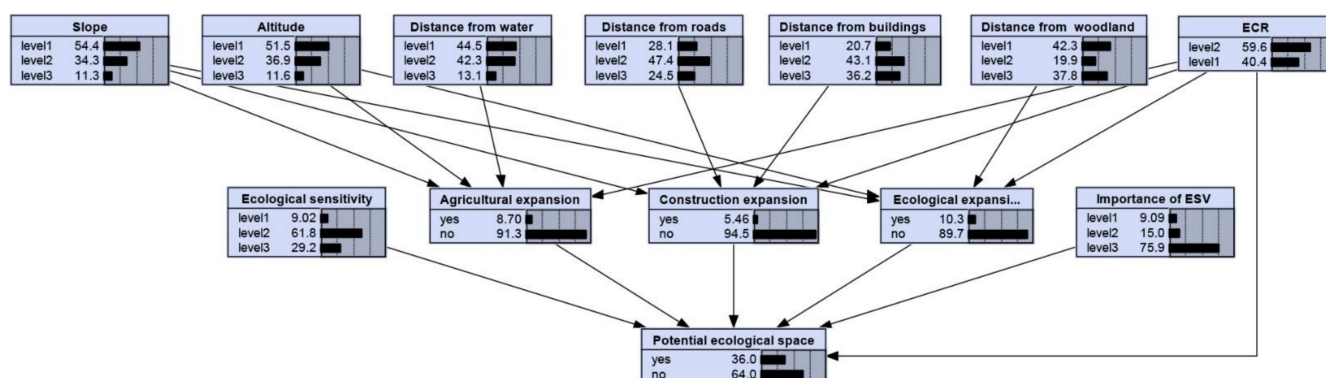 Slope
level1 54.4
level2 34.3
level3 11.3
Altitude
level1 51.5
level2 36.9
level3 11.6
Distance from water
level1 44.5
level2 42.3
level3 13.1
Distance from roads
level1 28.1
level2 47.4
level3 24.5
Distance from buildings
level1 20.7
level2 43.1
level3 36.2
Distance from woodland
level1 42.3
level2 19.9
level3 37.8
ECR
level2 59.6
level1 40.4
Ecological sensitivity
level1 9.02
level2 61.8
level3 29.2
Agricultural expansion
yes 8.70
no 91.3
Construction expansion
yes 5.46
no 94.5
Ecological expansi...
yes 10.3
no 89.7
Importance of ESV
level1 9.09
level2 15.0
level3 75.9
Potential ecological space
yes 36.0
no 64.0